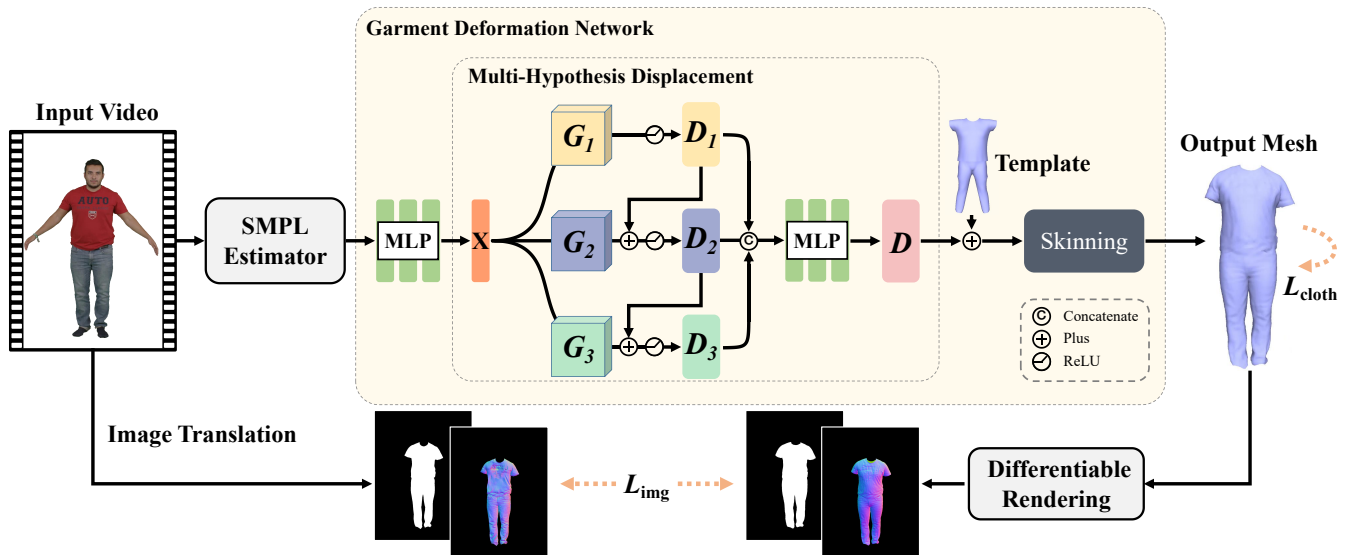 Garment Deformation Network
Multi-Hypothesis Displacement
Input Video
AUTO
SMPL
Estimator
MLP
X
G1
G2
G3
D1
D2
D3
C
MLP
D
Template
Skinning
Output Mesh
Lcloth
C Concatenate
Plus
ReLU
Image Translation
Limg
Differentiable
Rendering